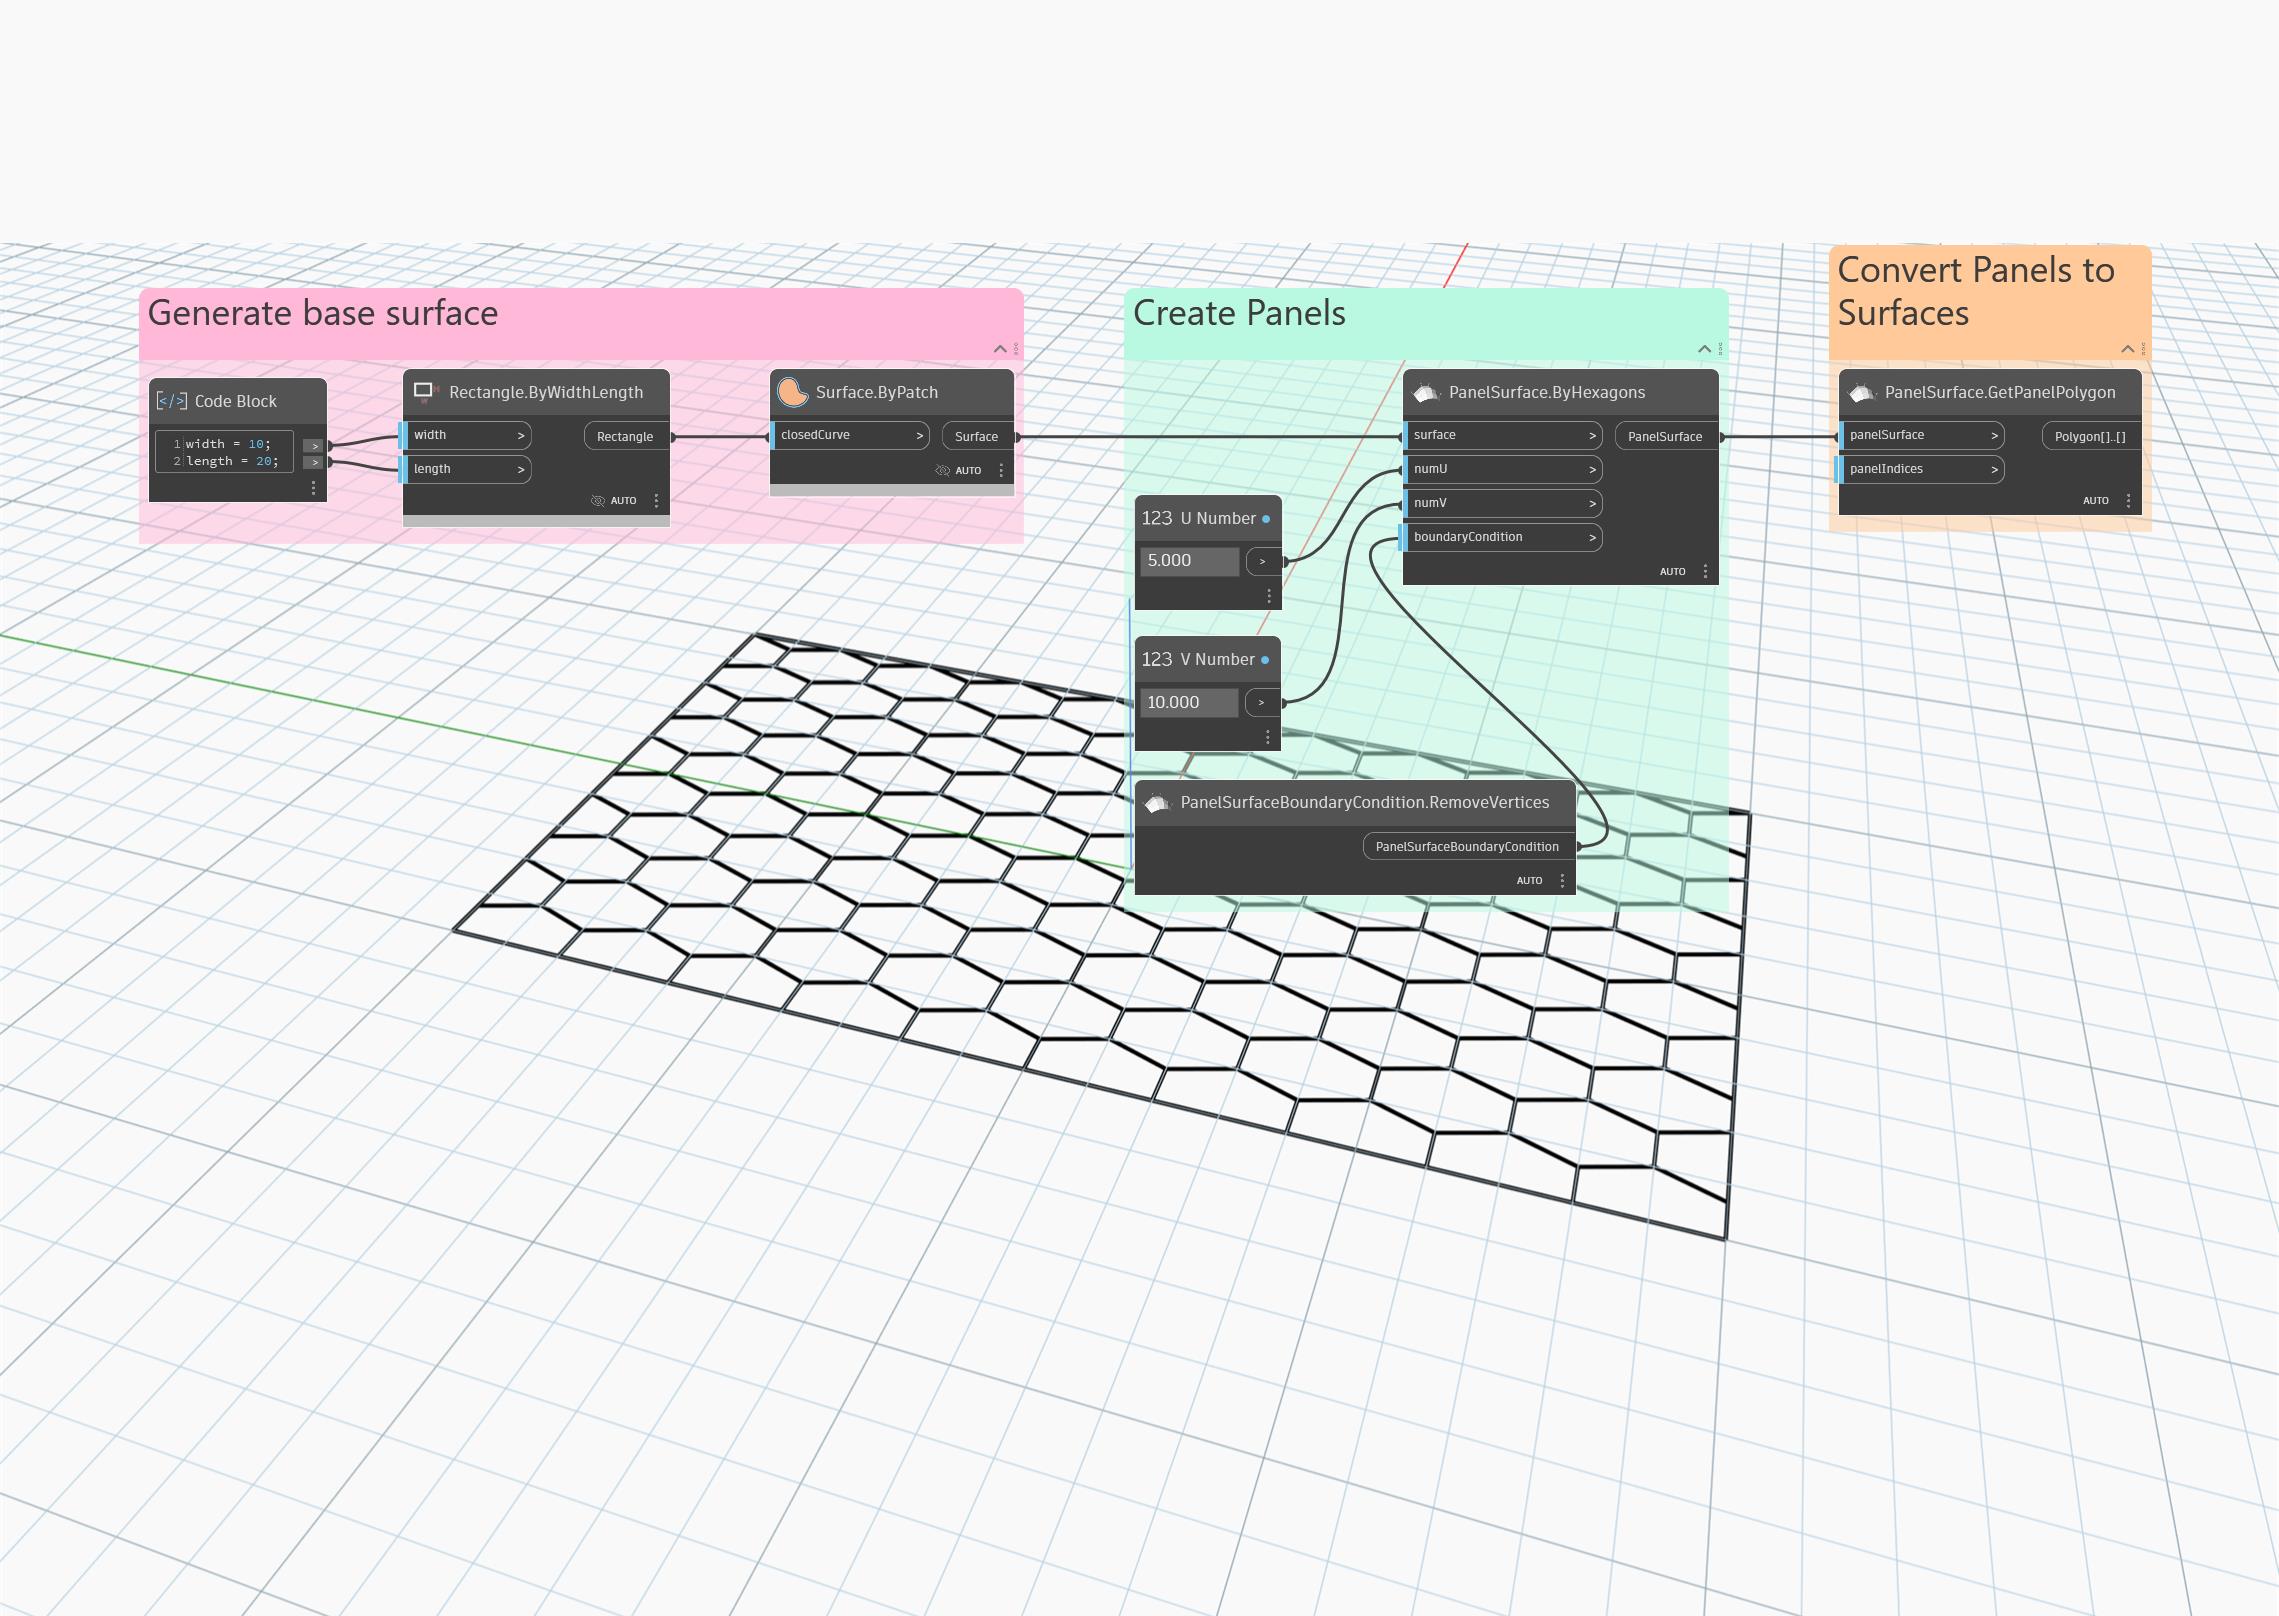 Generate base surface
</> Code Block
1 width = 10; >
2 length = 20; >
Rectangle.ByWidthLength
width > Rectangle
length >
AUTO
Surface.ByPatch
closedCurve > Surface
AUTO
Create Panels
123 U Number
5.000 >
123 V Number
10.000 >
PanelSurfaceBoundaryCondition.RemoveVertices
PanelSurfaceBoundaryCondition
AUTO
PanelSurface.ByHexagons
surface > PanelSurface
numU >
numV >
boundaryCondition >
AUTO
Convert Panels to
Surfaces
PanelSurface.GetPanelPolygon
panelSurface > Polygon[]..[]
panelIndices >
AUTO